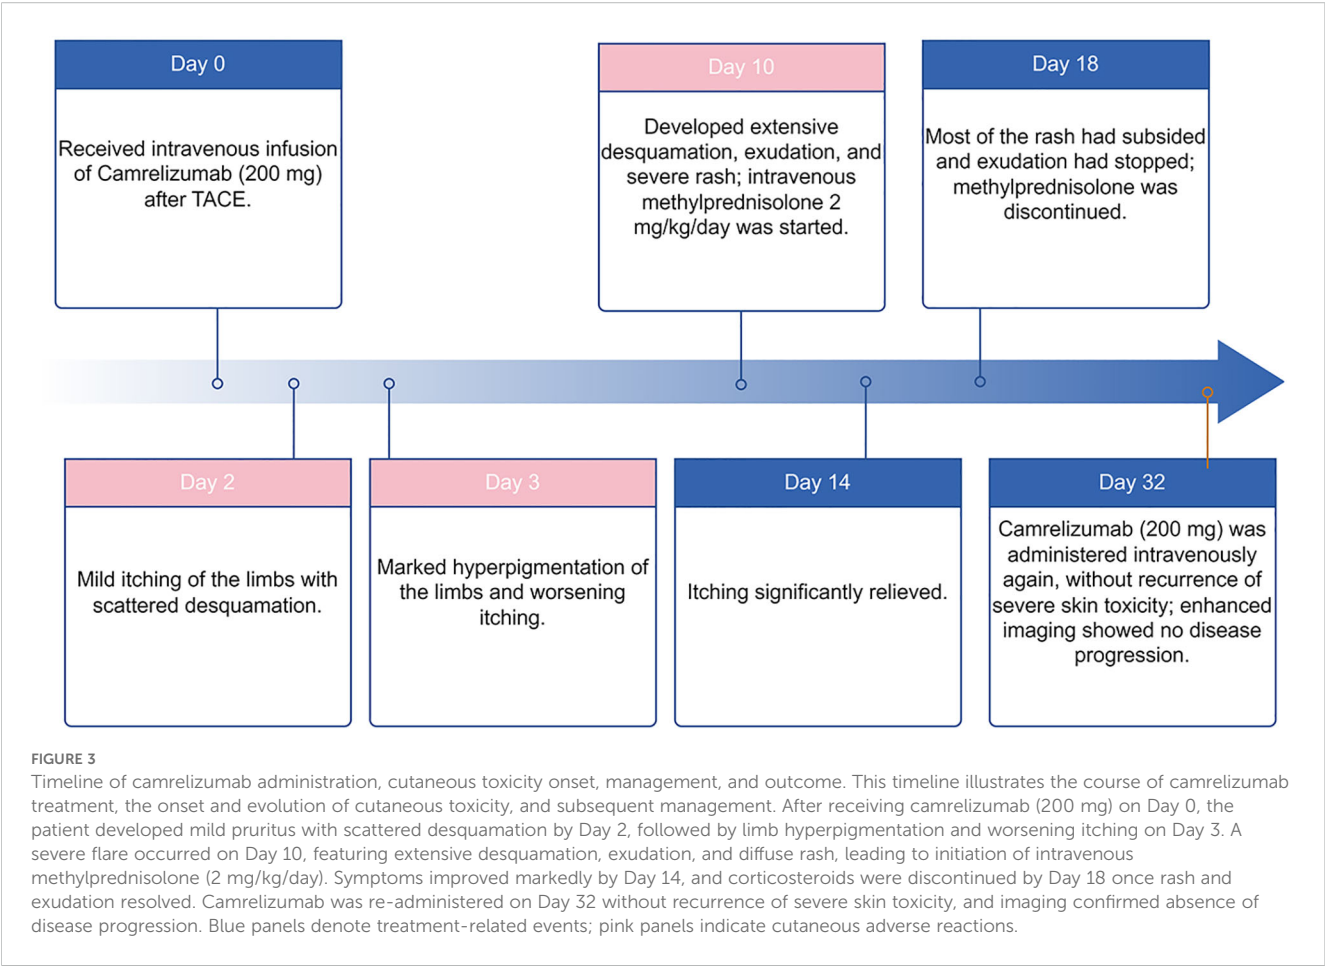 Day 0
Received intravenous infusion
of Camrelizumab (200 mg)
after TACE.
Day 10
Developed extensive
desquamation, exudation, and
severe rash; intravenous
methylprednisolone 2
mg/kg/day was started.
Day 18
Most of the rash had subsided
and exudation had stopped;
methylprednisolone was
discontinued.
Day 2
Mild itching of the limbs with
scattered desquamation.
Day 3
Marked hyperpigmentation of
the limbs and worsening
itching.
Day 14
Itching significantly relieved.
Day 32
Camrelizumab (200 mg) was
administered intravenously
again, without recurrence of
severe skin toxicity; enhanced
imaging showed no disease
progression.
FIGURE 3
Timeline of camrelizumab administration, cutaneous toxicity onset, management, and outcome. This timeline illustrates the course of camrelizumab
treatment, the onset and evolution of cutaneous toxicity, and subsequent management. After receiving camrelizumab (200 mg) on Day 0, the
patient developed mild pruritus with scattered desquamation by Day 2, followed by limb hyperpigmentation and worsening itching on Day 3. A
severe flare occurred on Day 10, featuring extensive desquamation, exudation, and diffuse rash, leading to initiation of intravenous
methylprednisolone (2 mg/kg/day). Symptoms improved markedly by Day 14, and corticosteroids were discontinued by Day 18 once rash and
exudation resolved. Camrelizumab was re-administered on Day 32 without recurrence of severe skin toxicity, and imaging confirmed absence of
disease progression. Blue panels denote treatment-related events; pink panels indicate cutaneous adverse reactions.